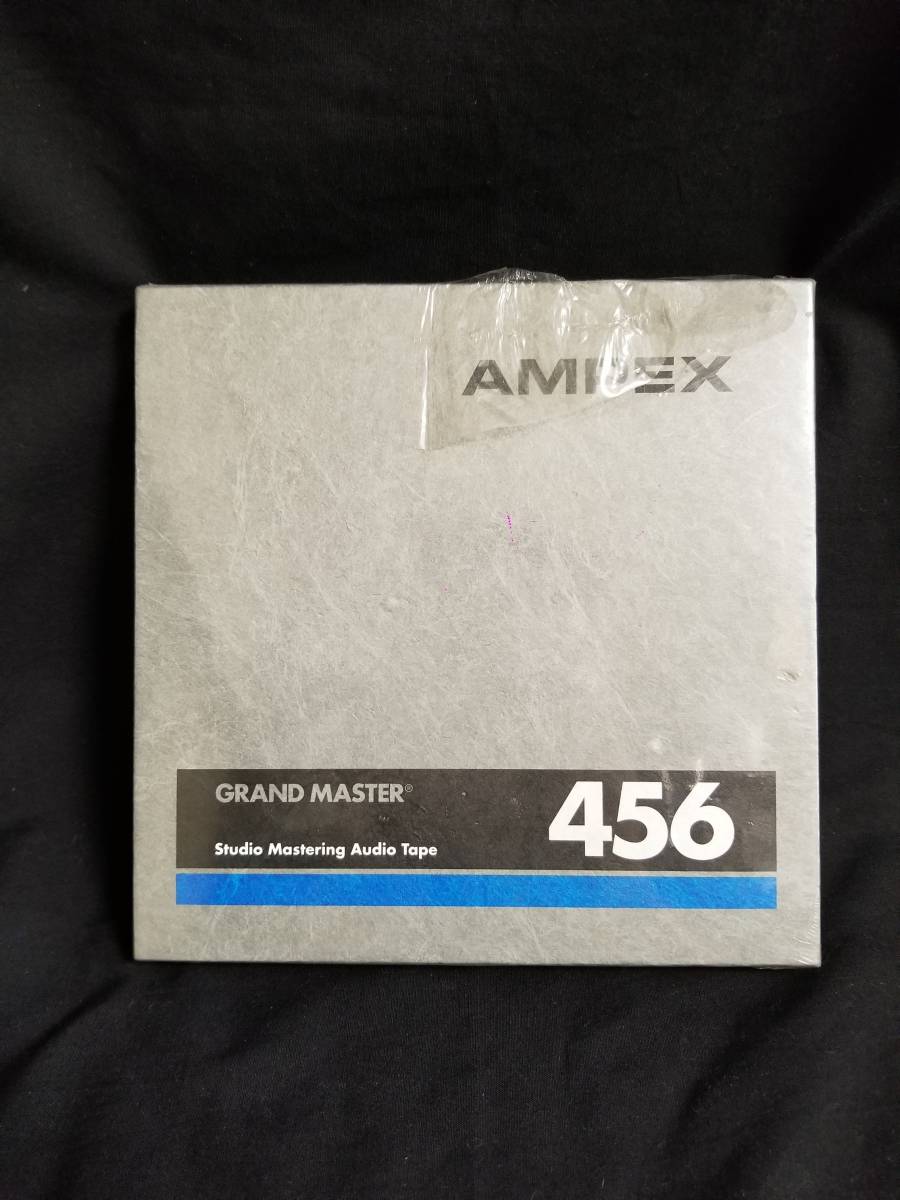 AMPEX
GRAND MASTER®
456
Studio Mastering Audio Tape